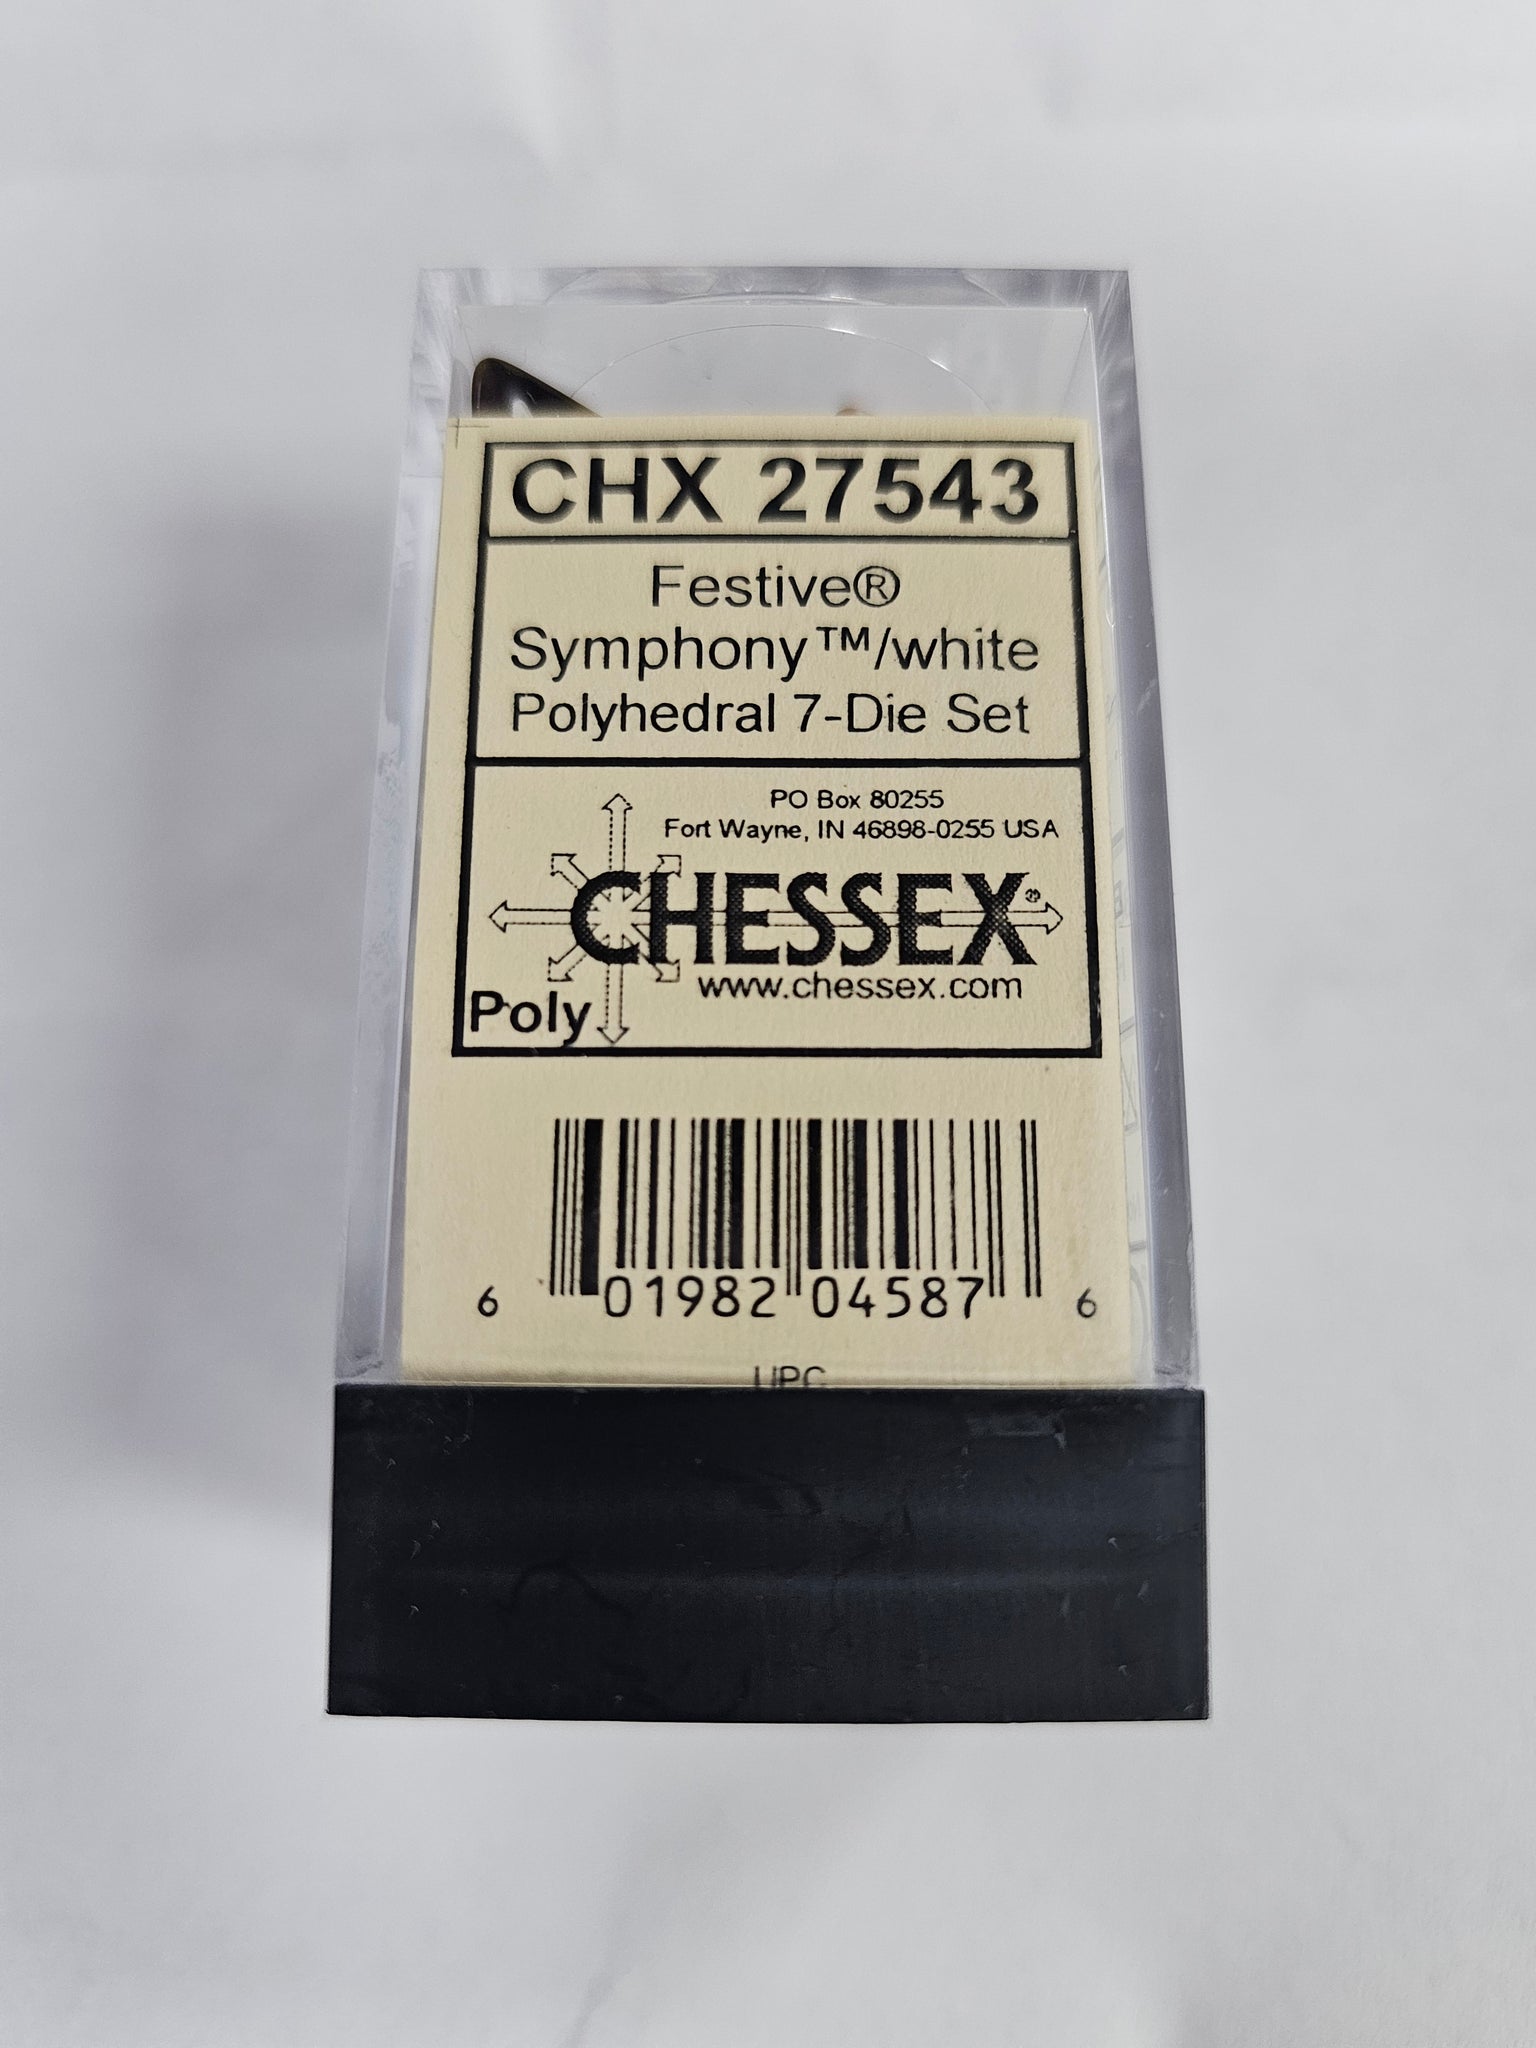 CHX 27543
Festive®
Symphony™/white
Polyhedral 7-Die Set
PO Box 80255
Fort Wayne, IN 46898-0255 USA
CHESSEX®
www.chessex.com
Poly
6 01982 04587 6
UPC